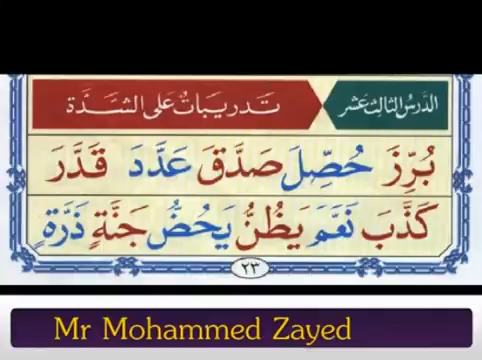 الدرس الثالث عشر تدريبات على الشدة
بُرِّزَ حُصِّلَ صَدَّقَ عَدَّدَ قَدَّرَ
كَذَّبَ نَعَّمَ يَظُنُّ يَحُضُّ جَنَّةٍ ذَرَّةٍ
٢٣
Mr Mohammed Zayed